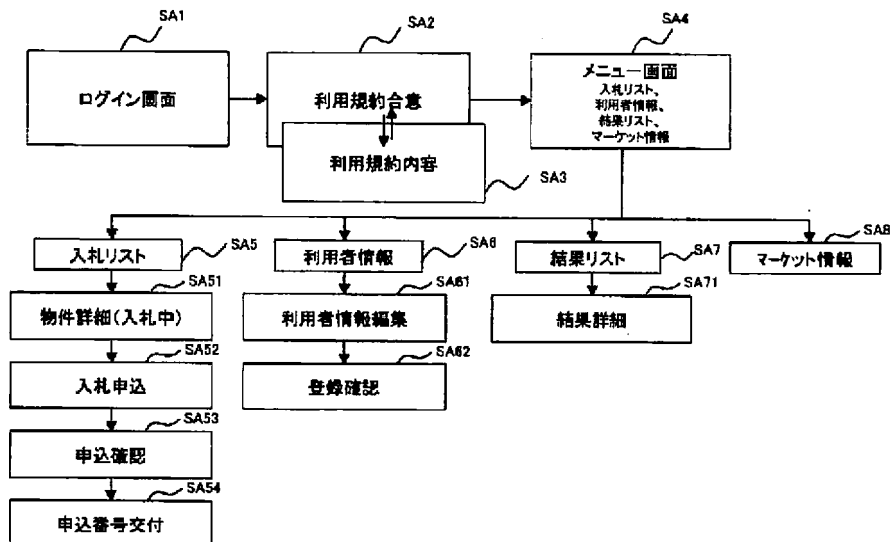 SA1
SA2
SA4
ログイン画面
利用規約合意
メニュー画面
入札リスト、
利用者情報、
結果リスト、
マーケット情報
利用規約内容
SA3
入札リスト
SA5
利用者情報
SA6
結果リスト
SA7
マーケット情報
SA8
SA51
物件詳細(入札中)
SA61
利用者情報編集
SA71
結果詳細
SA52
入札申込
SA62
登録確認
SA53
申込確認
SA54
申込番号交付